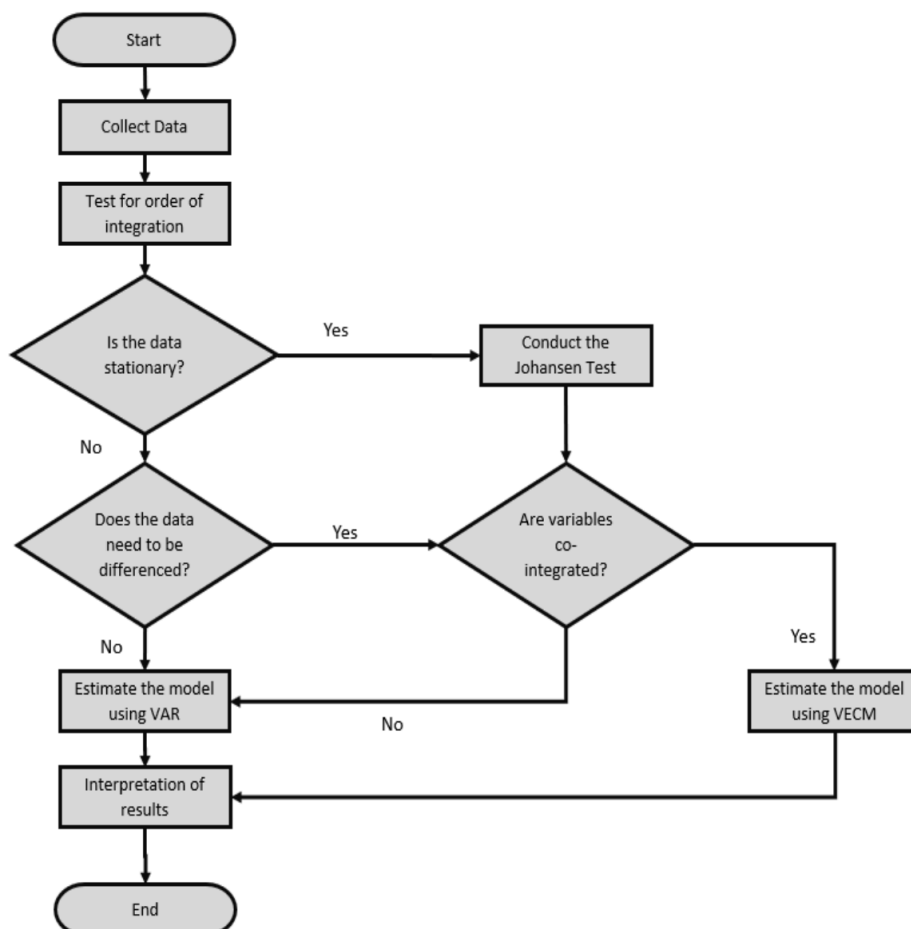 Start
Collect Data
Test for order of
integration
Is the data
stationary?
Yes
Conduct the
Johansen Test
No
Does the data
need to be
differenced?
Yes
Are variables
co-
integrated?
No
Yes
Estimate the model
using VAR
No
Estimate the model
using VECM
Interpretation of
results
End